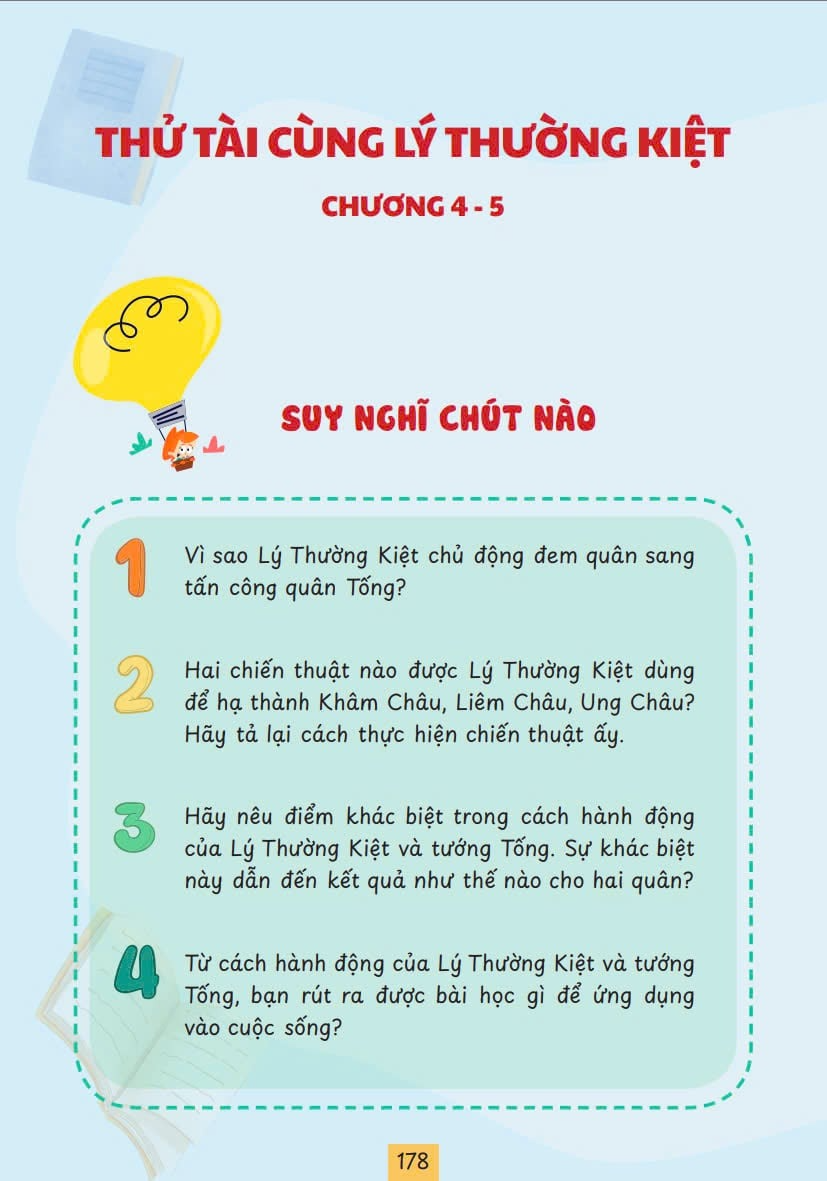 THỬ TÀI CÙNG LÝ THƯỜNG KIỆT
CHƯƠNG 4 - 5
SUY NGHĨ CHÚT NÀO
1 Vì sao Lý Thường Kiệt chủ động đem quân sang
tấn công quân Tống?
2 Hai chiến thuật nào được Lý Thường Kiệt dùng
để hạ thành Khâm Châu, Liêm Châu, Ung Châu?
Hãy tả lại cách thực hiện chiến thuật ấy.
3 Hãy nêu điểm khác biệt trong cách hành động
của Lý Thường Kiệt và tướng Tống. Sự khác biệt
này dẫn đến kết quả như thế nào cho hai quân?
4 Từ cách hành động của Lý Thường Kiệt và tướng
Tống, bạn rút ra được bài học gì để ứng dụng
vào cuộc sống?
178